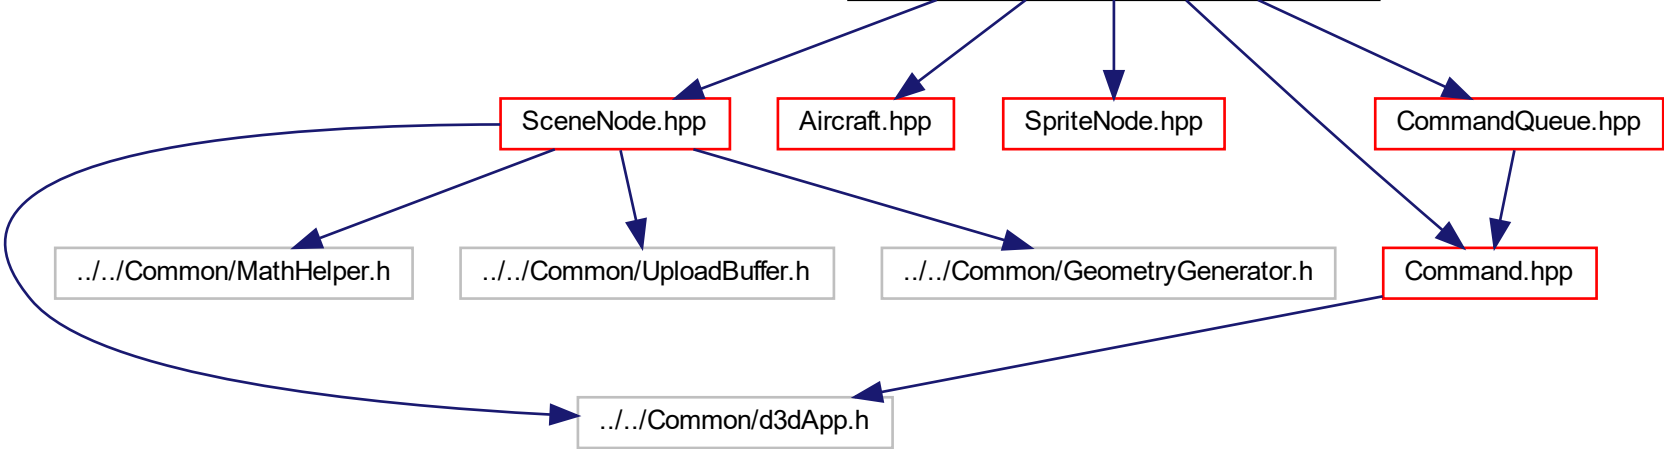 SceneNode.hpp
Aircraft.hpp
SpriteNode.hpp
CommandQueue.hpp
../../Common/MathHelper.h
../../Common/UploadBuffer.h
../../Common/GeometryGenerator.h
Command.hpp
../../Common/d3dApp.h